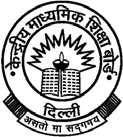 केन्द्रीय माध्यमिक शिक्षा बोर्ड
दिल्ली
असतो मा सद्गमय